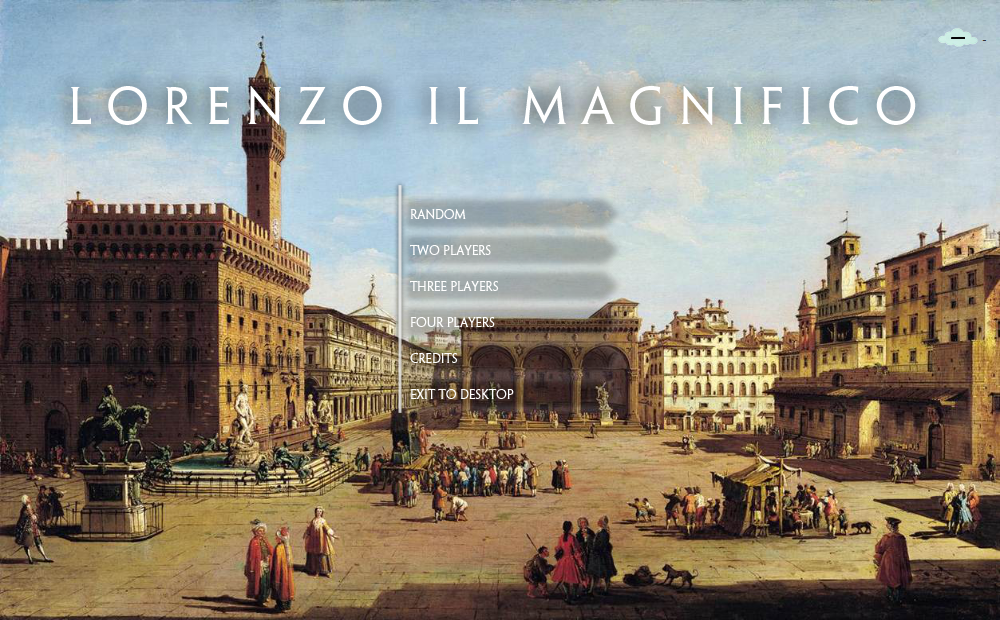 LORENZO IL MAGNIFICO
RANDOM
TWO PLAYERS
THREE PLAYERS
FOUR PLAYERS
CREDITS
EXIT TO DESKTOP